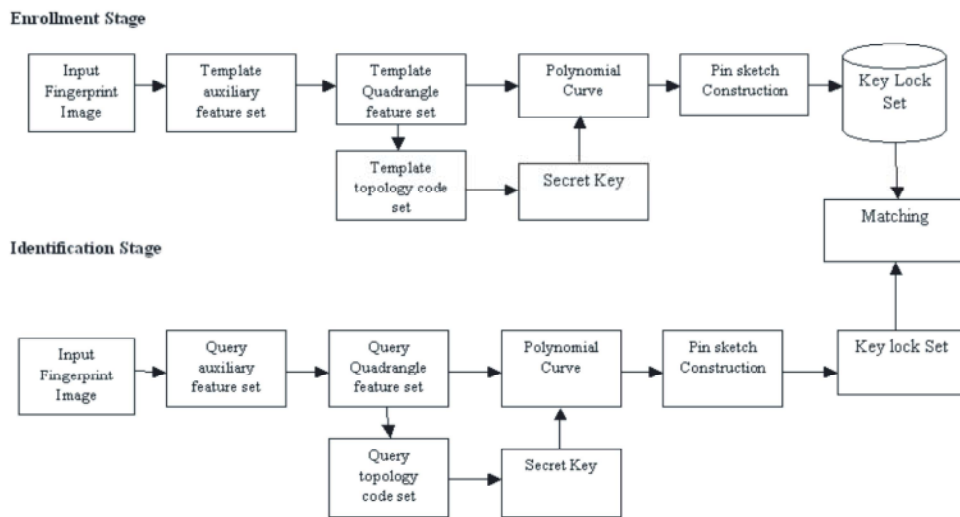 Enrollment Stage
Input
Fingerprint
Image
Template
auxiliary
feature set
Template
Quadrangle
feature set
Polynomial
Curve
Pin sketch
Construction
Key Lock
Set
Template
topology code
set
Secret Key
Matching
Identification Stage
Input
Fingerprint
Image
Query
auxiliary
feature set
Query
Quadrangle
feature set
Polynomial
Curve
Pin sketch
Construction
Key lock Set
Query
topology
code set
Secret Key